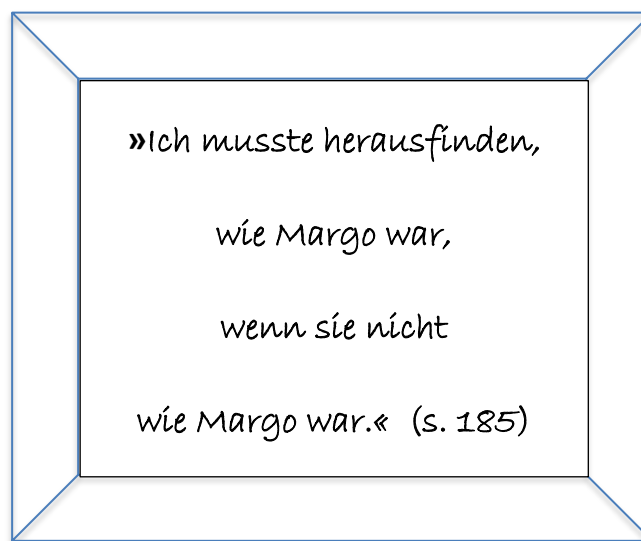 »Ich musste herausfinden,
wie Margo war,
wenn sie nicht
wie Margo war.« (s. 185)